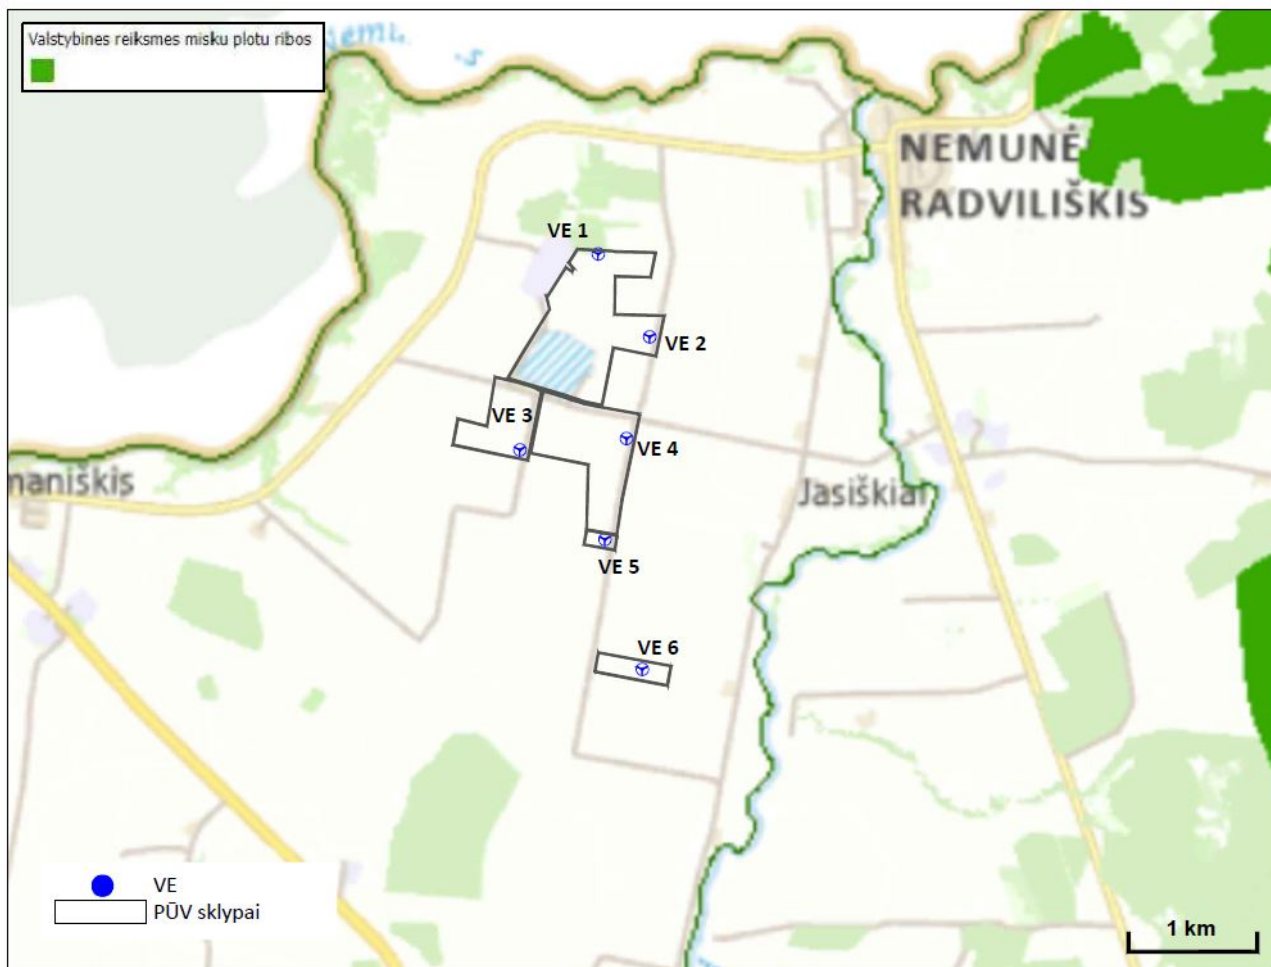 Valstybines reiksmes misku plotu ribos
NEMUNĖ
RADVILIŠKIS
VE 1
VE 2
VE 3
VE 4
maniškis
Jasiškiai
VE 5
VE 6
VE
PŪV sklypai
1 km